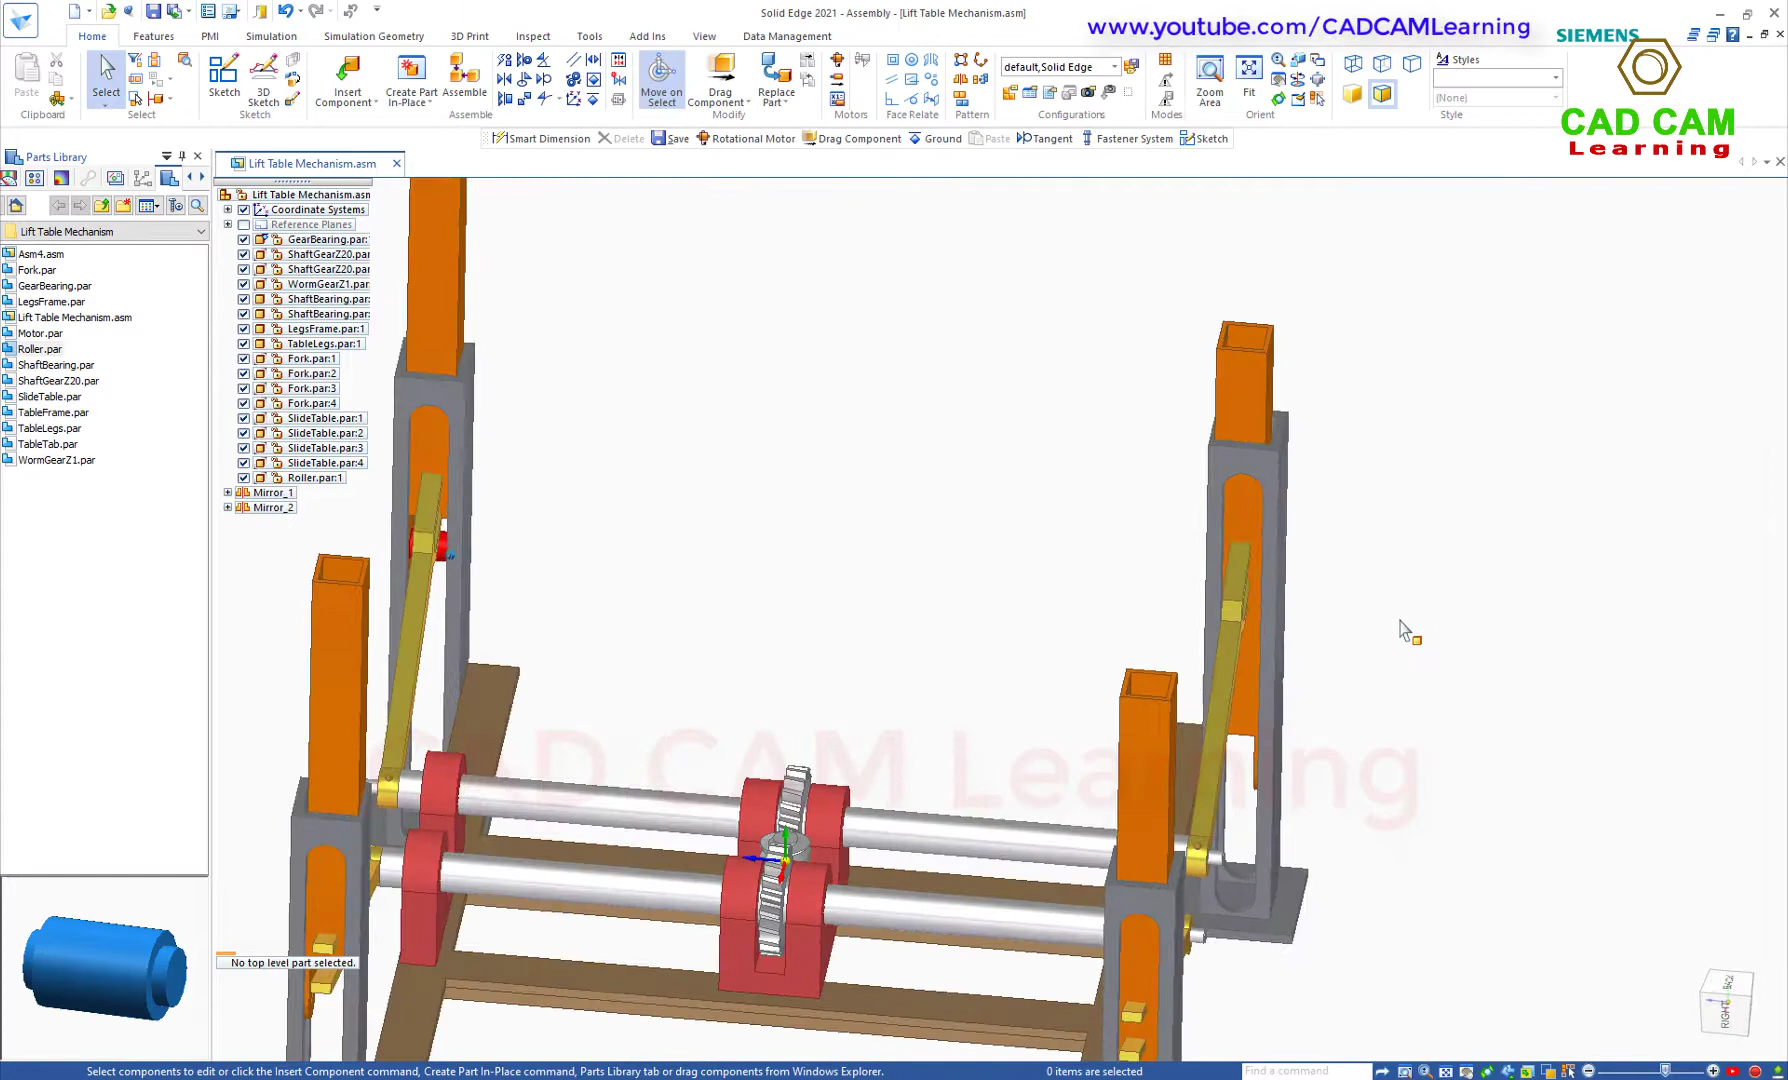 Solid Edge 2021 - Assembly - [Lift Table Mechanism.asm]
www.youtube.com/CADCAMLearning
SIEMENS
CAD CAM
Learning
Home
Features
PMI
Simulation
Simulation Geometry
3D Print
Inspect
Tools
Add Ins
View
Data Management
Paste
Clipboard
Select
Select
Sketch
3D
Sketch
Sketch
Insert
Component
Create Part
In-Place
Assemble
Assemble
Move on
Select
Drag
Component
Replace
Part
Modify
Motors
Face Relate
Pattern
default,Solid Edge
Configurations
Modes
Zoom
Area
Fit
Orient
Styles
(None)
Style
Smart Dimension
Delete
Save
Rotational Motor
Drag Component
Ground
Paste
Tangent
Fastener System
Sketch
Parts Library
Lift Table Mechanism.asm
Lift Table Mechanism
Asm4.asm
Fork.par
GearBearing.par
LegsFrame.par
Lift Table Mechanism.asm
Motor.par
Roller.par
ShaftBearing.par
ShaftGearZ20.par
SlideTable.par
TableFrame.par
TableLegs.par
TableTab.par
WormGearZ1.par
Lift Table Mechanism.asm
Coordinate Systems
Reference Planes
GearBearing.par:
ShaftGearZ20.par
ShaftGearZ20.par
WormGearZ1.par
ShaftBearing.par:
ShaftBearing.par:
LegsFrame.par:1
TableLegs.par:1
Fork.par:1
Fork.par:2
Fork.par:3
Fork.par:4
SlideTable.par:1
SlideTable.par:2
SlideTable.par:3
SlideTable.par:4
Roller.par:1
Mirror_1
Mirror_2
CAD CAM Learning
No top level part selected.
BACK
RIGHT
Select components to edit or click the Insert Component command, Create Part In-Place command, Parts Library tab or drag components from Windows Explorer.
0 items are selected
Find a command